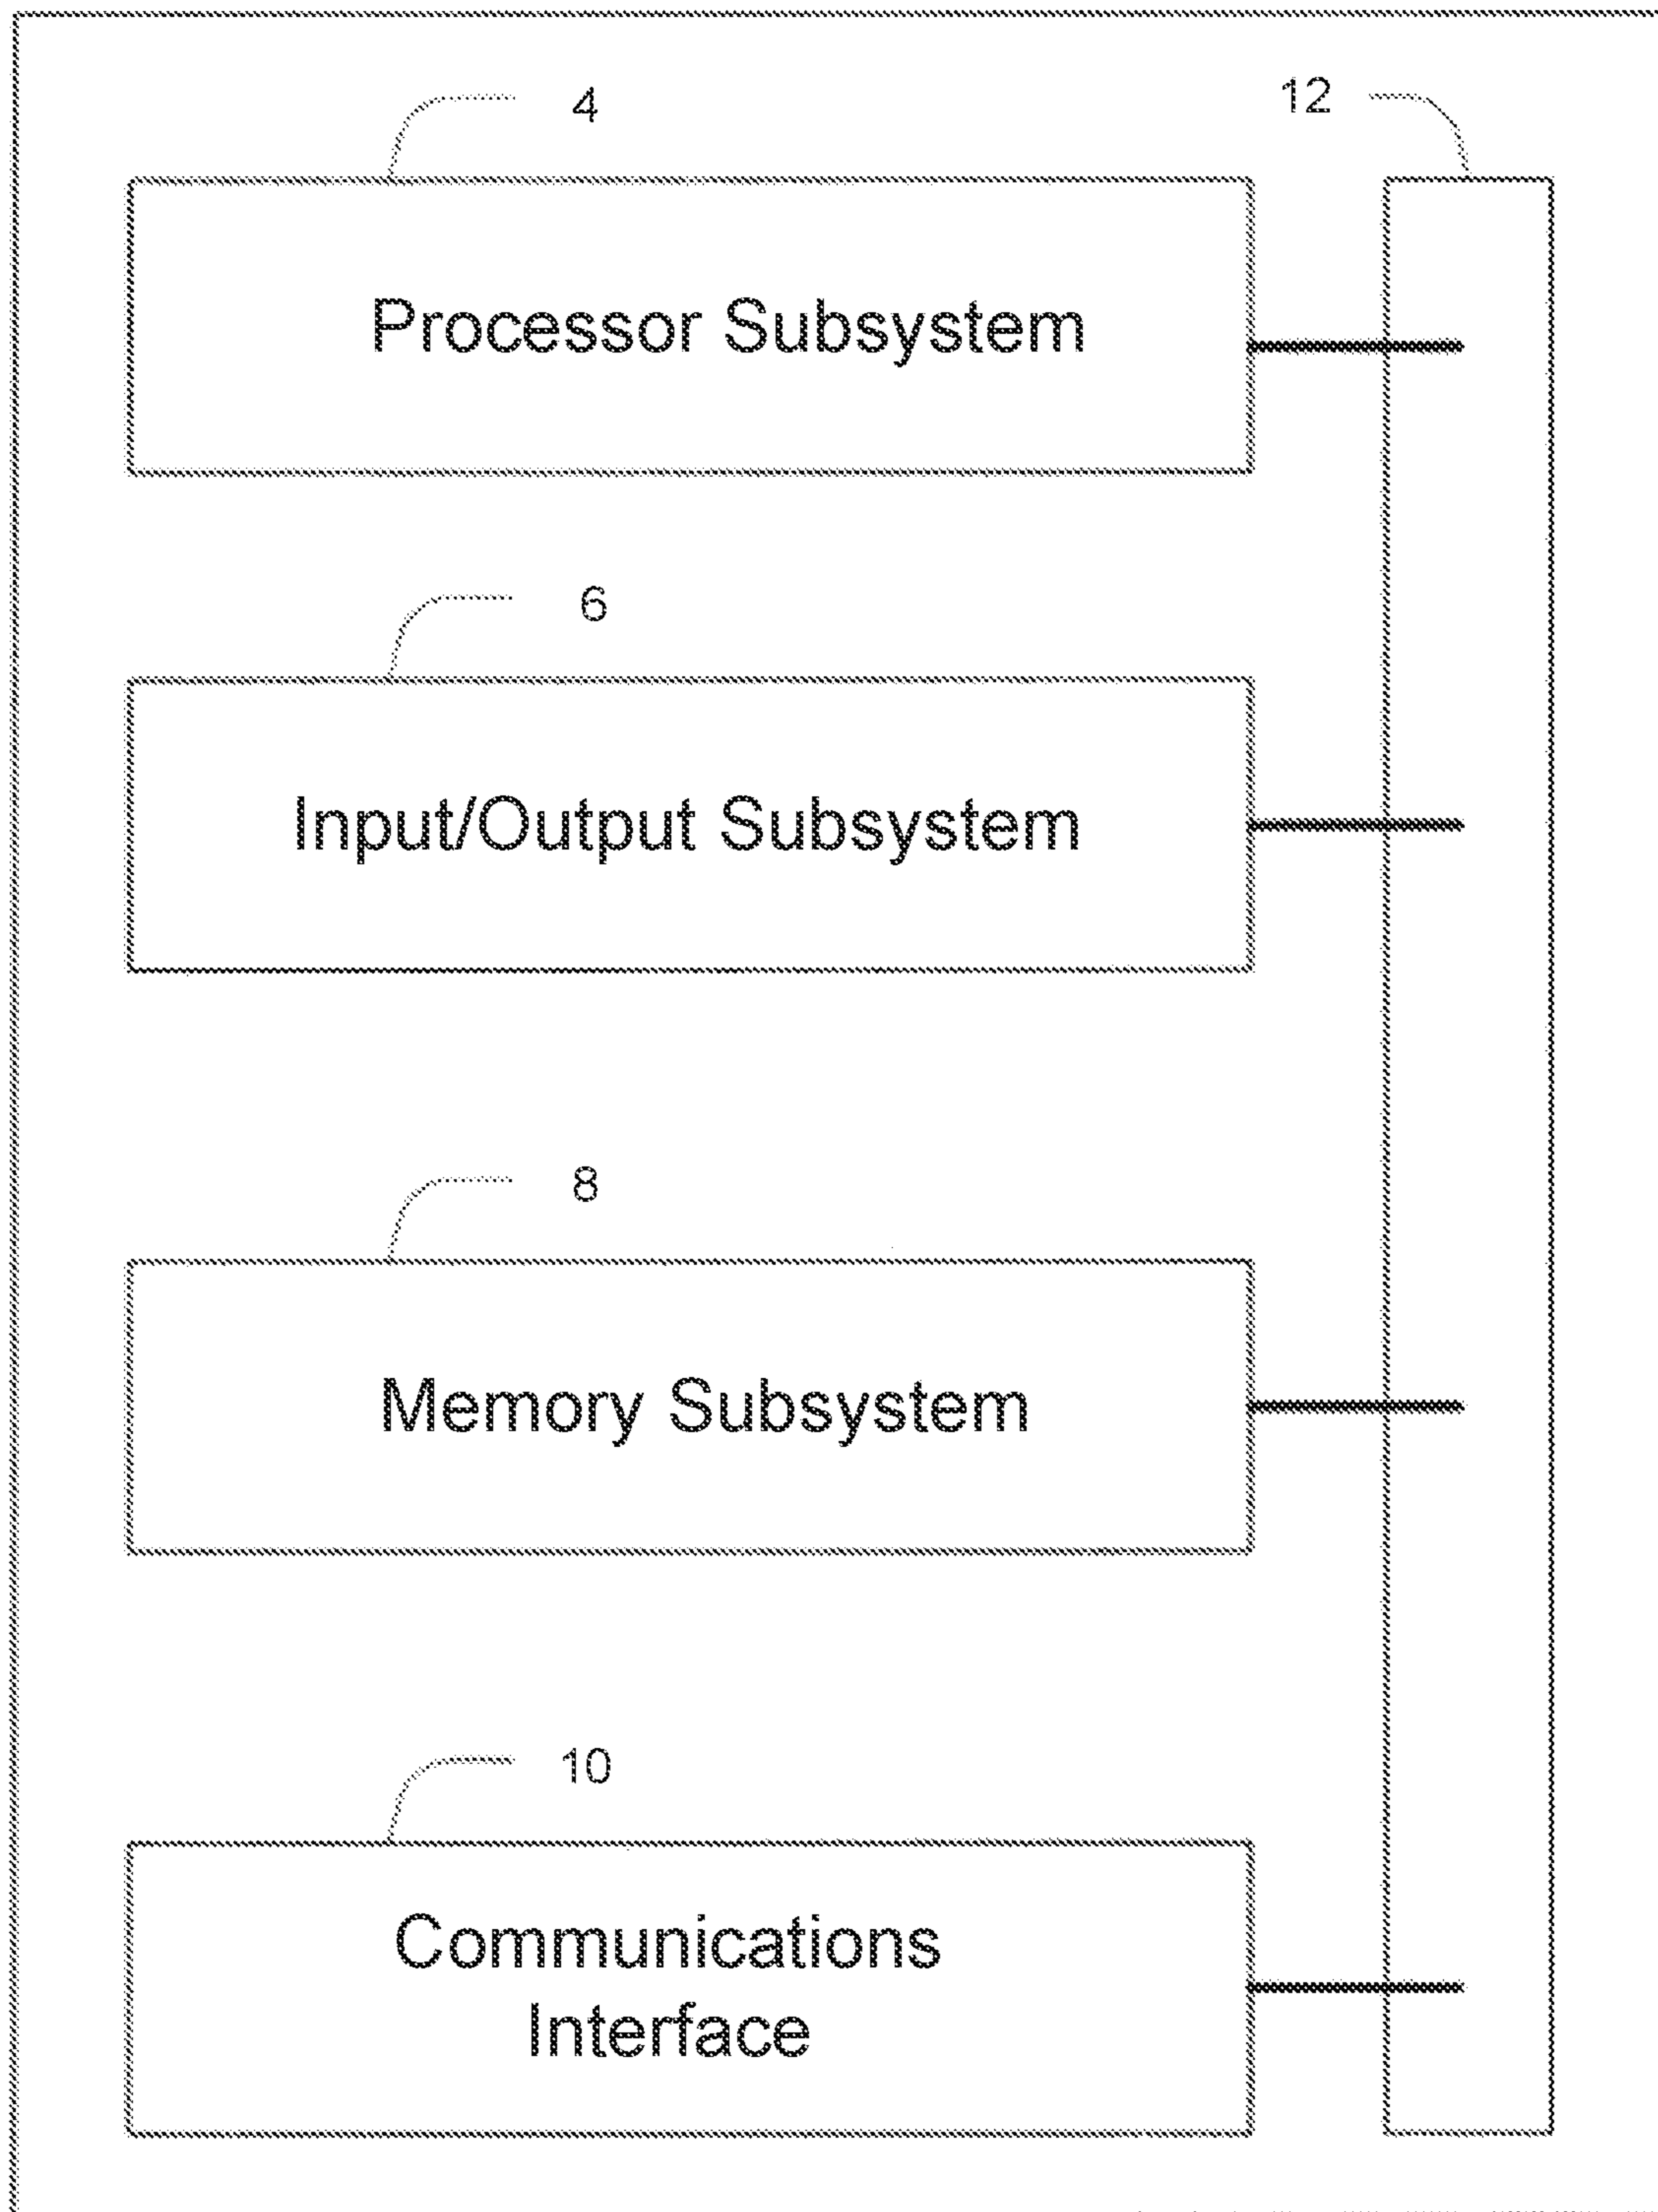 4
12
Processor Subsystem
6
Input/Output Subsystem
8
Memory Subsystem
10
Communications
Interface